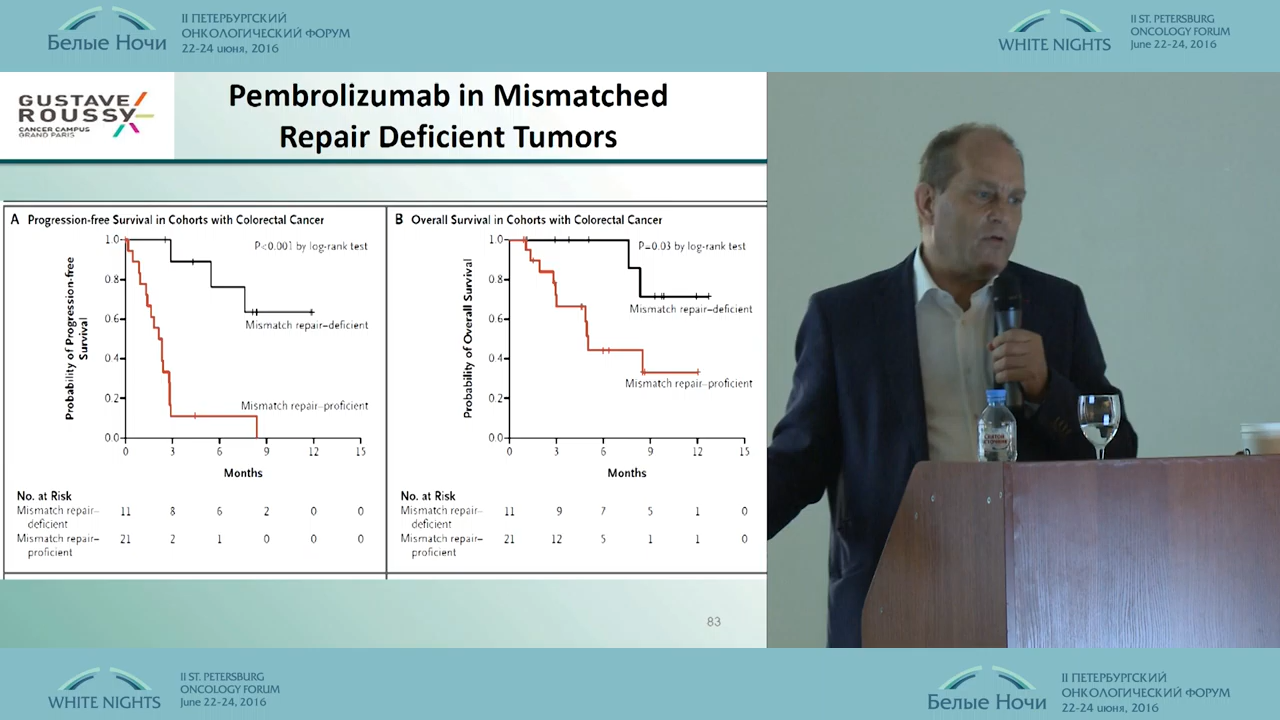 Белые Ночи
II ПЕТЕРБУРГСКИЙ
ОНКОЛОГИЧЕСКИЙ ФОРУМ
22-24 июня, 2016
WHITE NIGHTS
II ST. PETERSBURG
ONCOLOGY FORUM
June 22-24, 2016
GUSTAVE
ROUSSY
CANCER CAMPUS
GRAND PARIS
Pembrolizumab in Mismatched
Repair Deficient Tumors
A Progression-free Survival in Cohorts with Colorectal Cancer
P<0.001 by log-rank test
Probability of Progression-free
Survival
1.0
0.8
0.6
0.4
0.2
0.0
Mismatch repair–deficient
Mismatch repair–proficient
0 3 6 9 12 15
Months
No. at Risk
Mismatch repair–
deficient
11 8 6 2 0 0
Mismatch repair–
proficient
21 2 1 0 0 0
B Overall Survival in Cohorts with Colorectal Cancer
P=0.03 by log-rank test
Probability of Overall Survival
1.0
0.8
0.6
0.4
0.2
0.0
Mismatch repair–deficient
Mismatch repair–proficient
0 3 6 9 12 15
Months
No. at Risk
Mismatch repair–
deficient
11 9 7 5 1 0
Mismatch repair–
proficient
21 12 5 1 1 0
83
WHITE NIGHTS
II ST. PETERSBURG
ONCOLOGY FORUM
June 22-24, 2016
Белые Ночи
II ПЕТЕРБУРГСКИЙ
ОНКОЛОГИЧЕСКИЙ ФОРУМ
22-24 июня, 2016